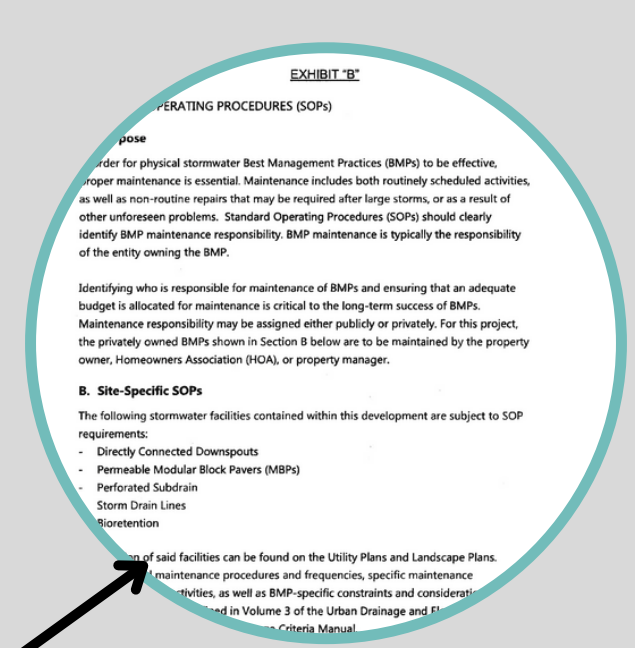 EXHIBIT "B"
ERATING PROCEDURES (SOPs)
pose
order for physical stormwater Best Management Practices (BMPs) to be effective,
proper maintenance is essential. Maintenance includes both routinely scheduled activities,
as well as non-routine repairs that may be required after large storms, or as a result of
other unforeseen problems. Standard Operating Procedures (SOPs) should clearly
identify BMP maintenance responsibility. BMP maintenance is typically the responsibility
of the entity owning the BMP.
Identifying who is responsible for maintenance of BMPs and ensuring that an adequate
budget is allocated for maintenance is critical to the long-term success of BMPs.
Maintenance responsibility may be assigned either publicly or privately. For this project,
the privately owned BMPs shown in Section B below are to be maintained by the property
owner, Homeowners Association (HOA), or property manager.
B. Site-Specific SOPs
The following stormwater facilities contained within this development are subject to SOP
requirements:
- Directly Connected Downspouts
- Permeable Modular Block Pavers (MBPs)
- Perforated Subdrain
Storm Drain Lines
Bioretention
of said facilities can be found on the Utility Plans and Landscape Plans.
maintenance procedures and frequencies, specific maintenance
tivities, as well as BMP-specific constraints and
in Volume 3 of the Urban Drainage and
Criteria Manual